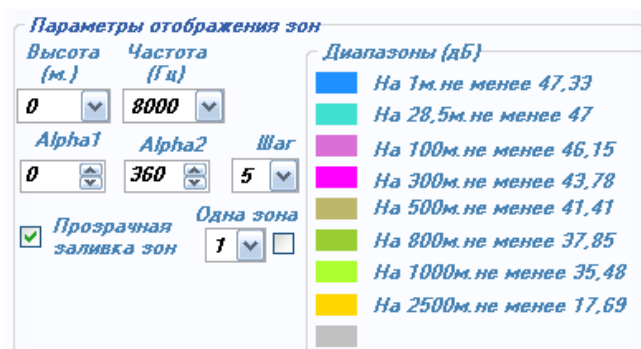 Параметры отображения зон
Высота (м.)
Частота (Гц)
0
8000
Alpha1
Alpha2
Шаг
0
360
5
Прозрачная заливка зон
Одна зона
1
Диапазоны (дБ)
На 1м.не менее 47,33
На 28,5м.не менее 47
На 100м.не менее 46,15
На 300м.не менее 43,78
На 500м.не менее 41,41
На 800м.не менее 37,85
На 1000м.не менее 35,48
На 2500м.не менее 17,69